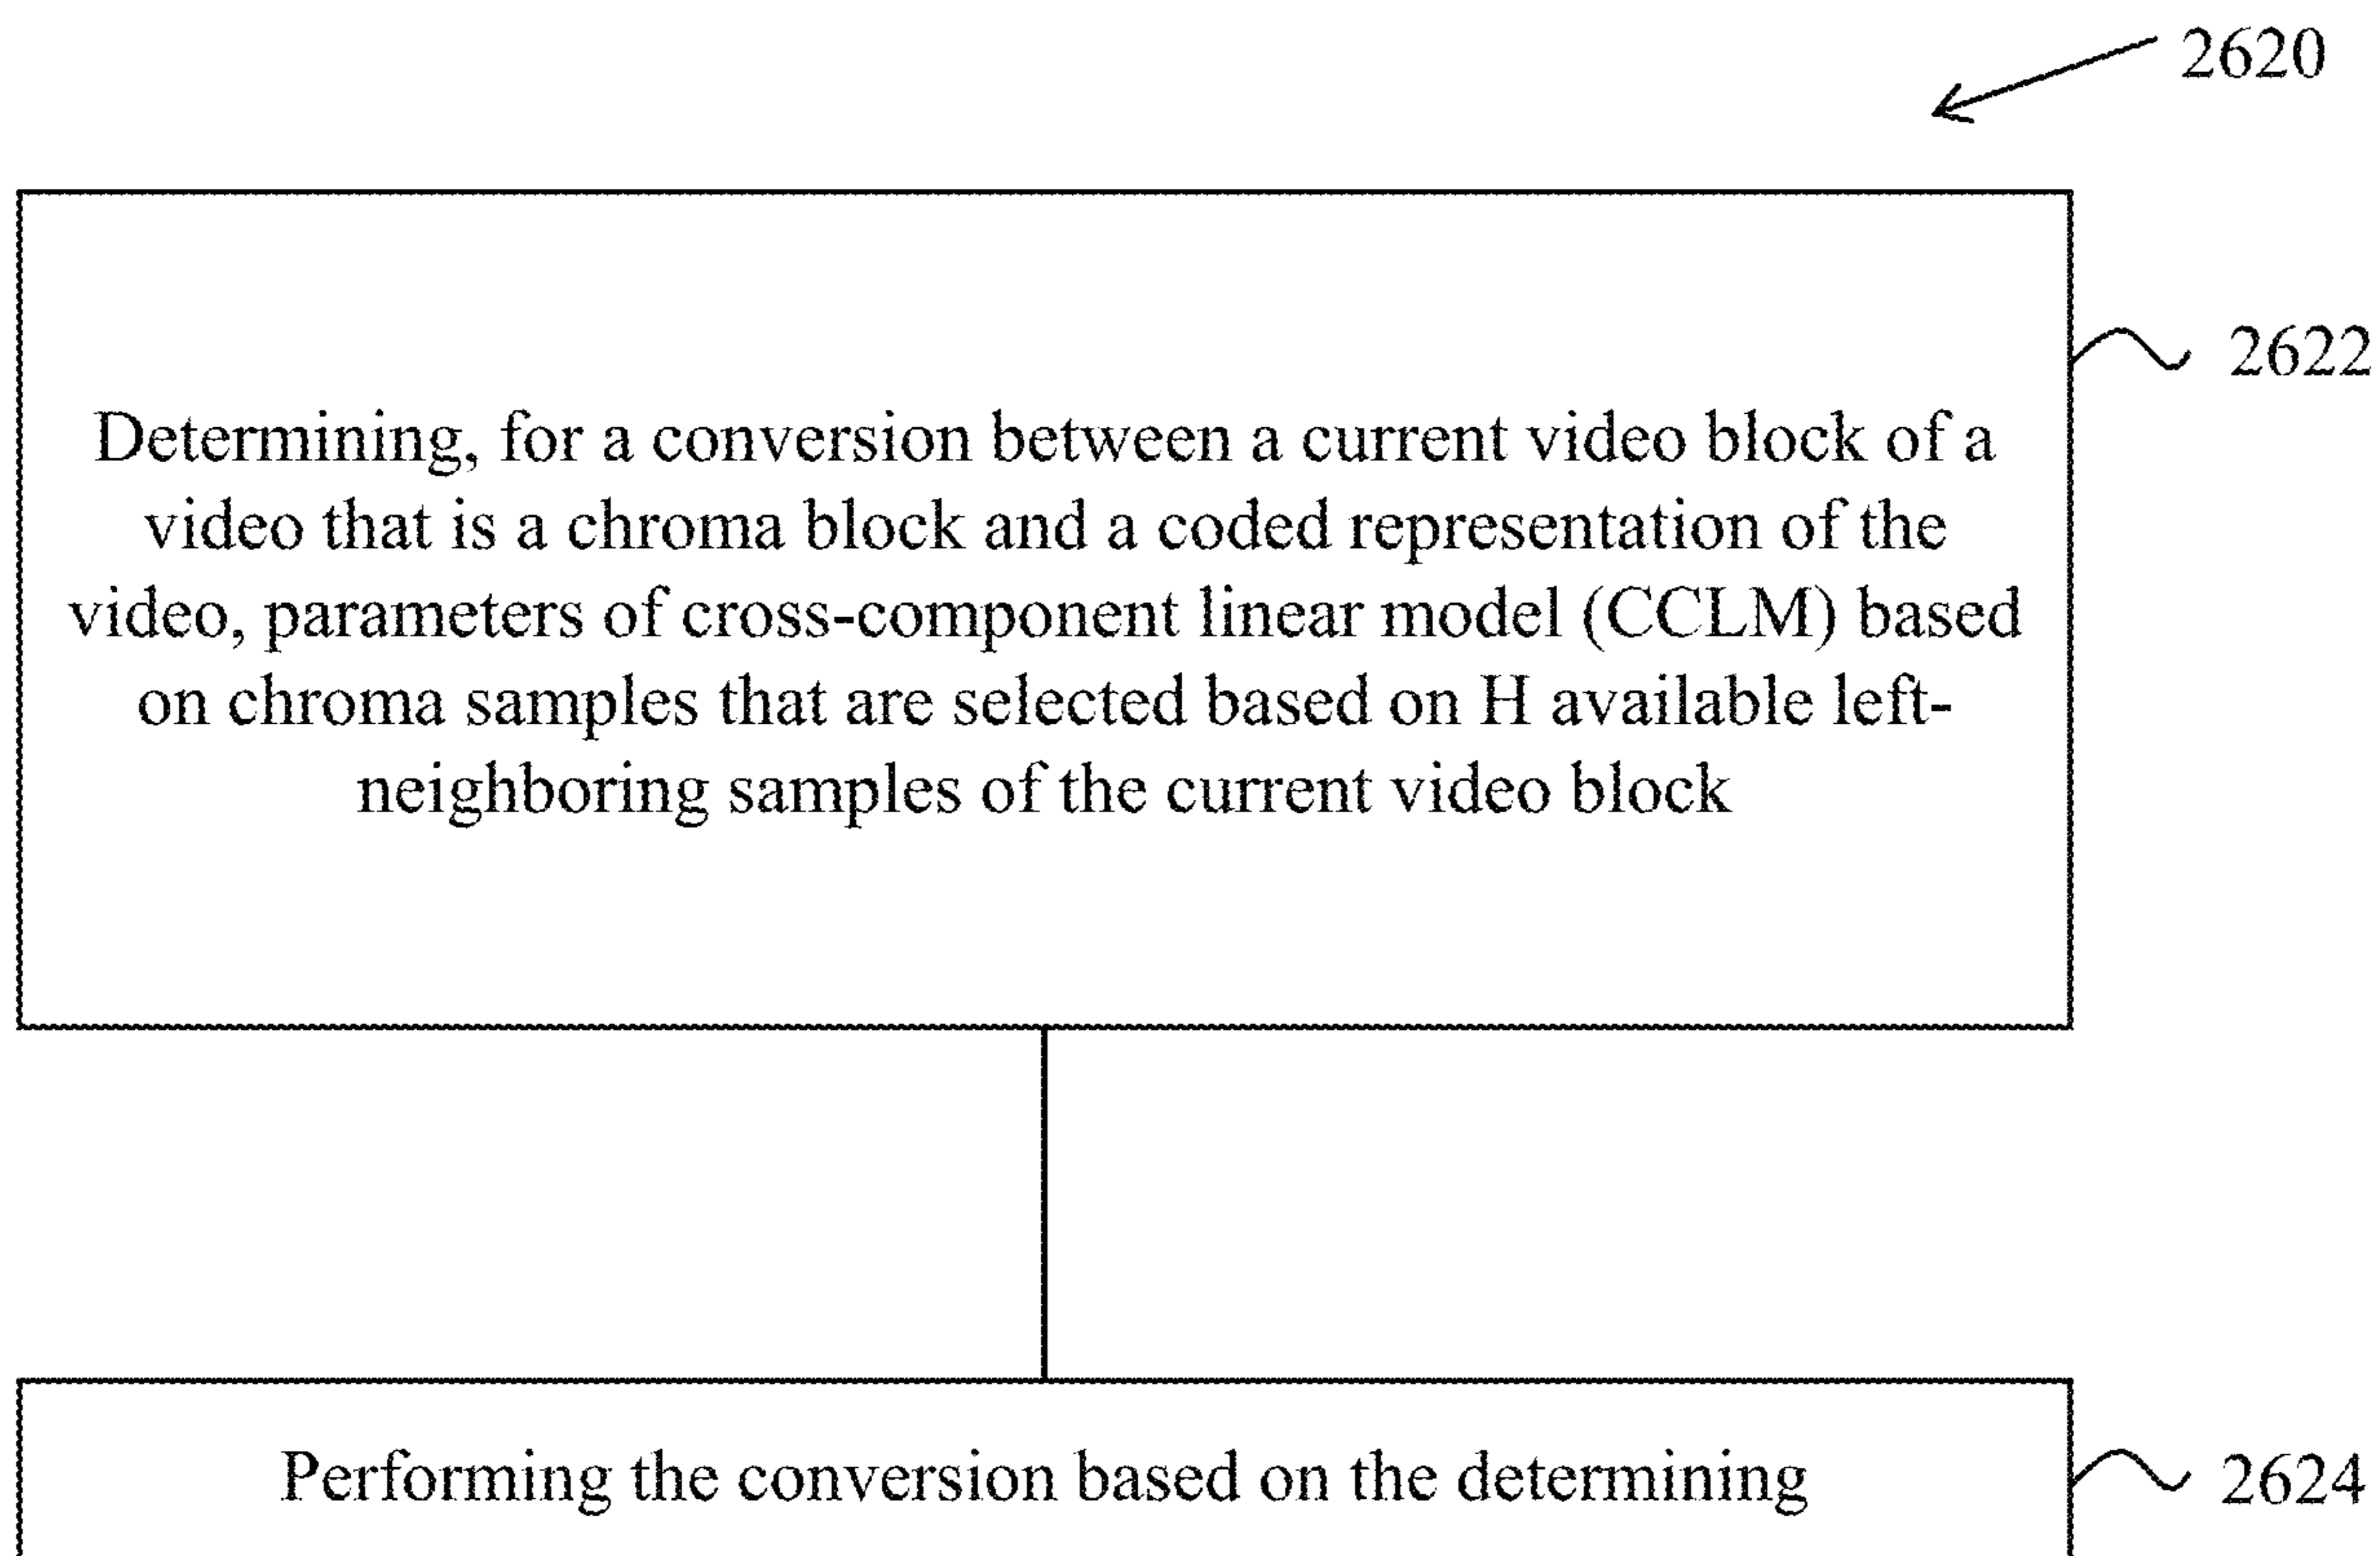 2620
2622
Determining, for a conversion between a current video block of a
video that is a chroma block and a coded representation of the
video, parameters of cross-component linear model (CCLM) based
on chroma samples that are selected based on H available left-
neighboring samples of the current video block
Performing the conversion based on the determining
2624